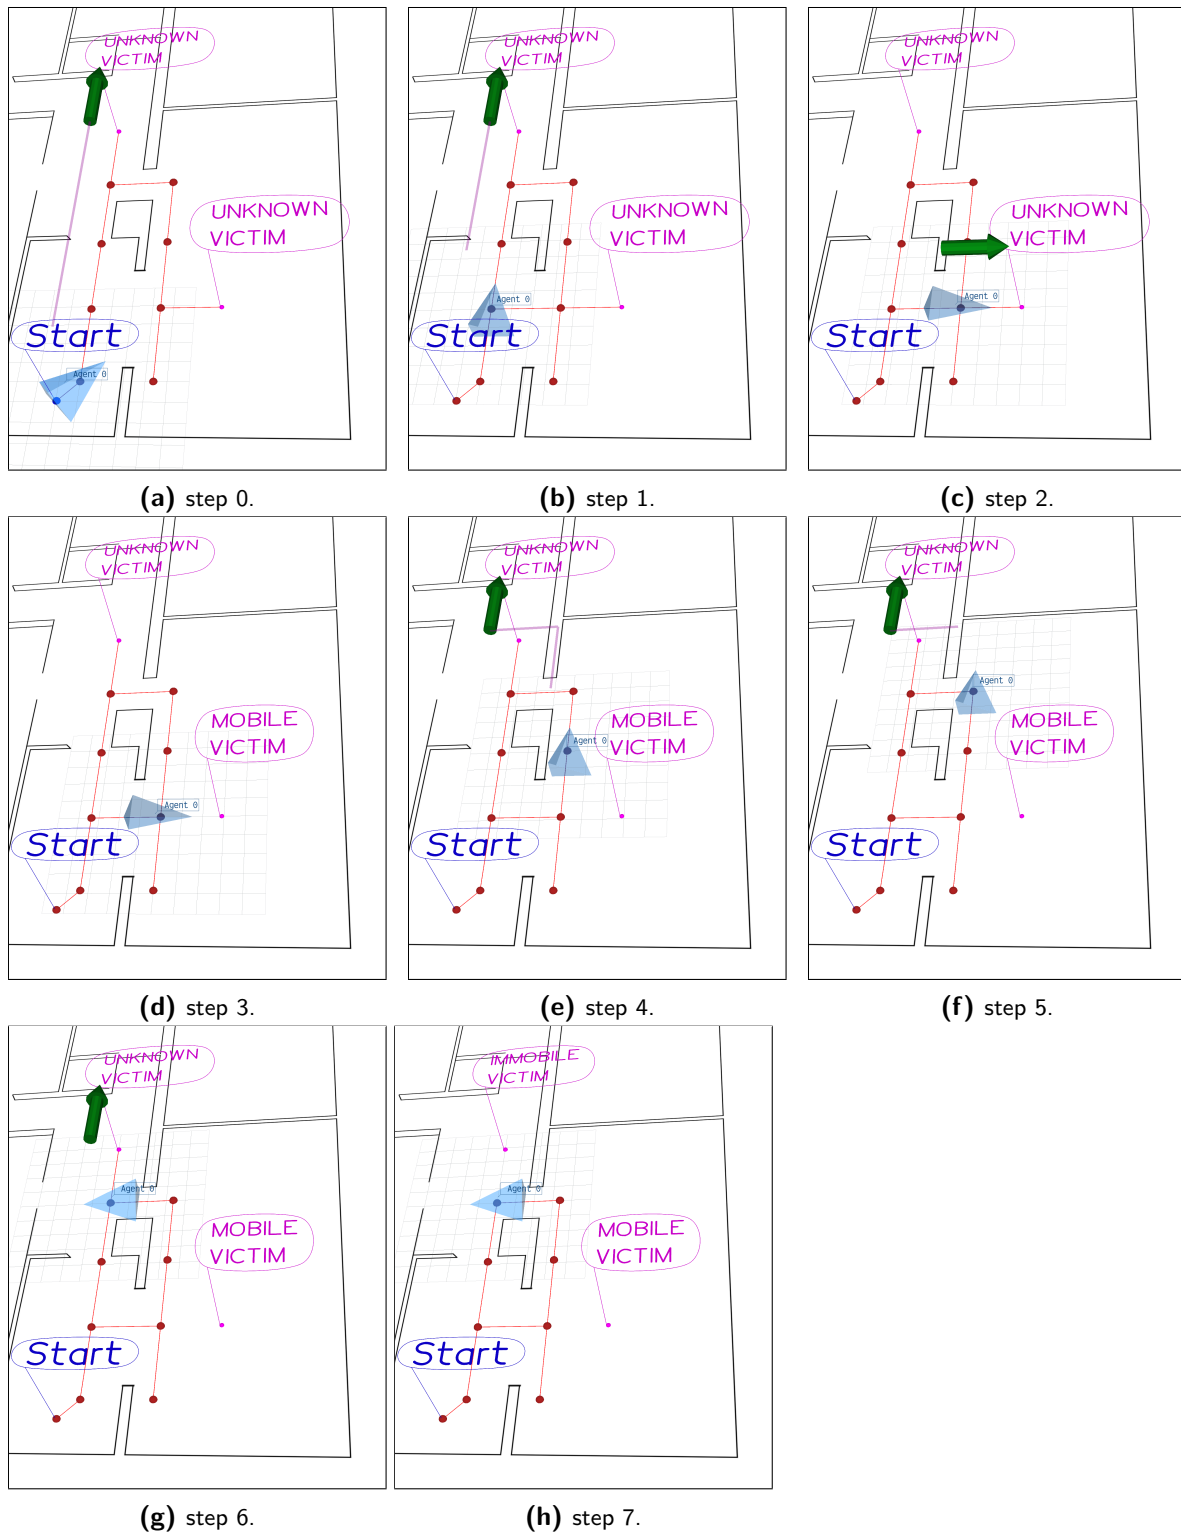 UNKNOWN
VICTIM
UNKNOWN
VICTIM
Start
Agent 0
(a) step 0.
UNKNOWN
VICTIM
UNKNOWN
VICTIM
Agent 0
Start
(b) step 1.
UNKNOWN
VICTIM
UNKNOWN
VICTIM
Agent 0
Start
(c) step 2.
UNKNOWN
VICTIM
MOBILE
VICTIM
Agent 0
Start
(d) step 3.
UNKNOWN
VICTIM
MOBILE
VICTIM
Agent 0
Start
(e) step 4.
UNKNOWN
VICTIM
Agent 0
MOBILE
VICTIM
Start
(f) step 5.
UNKNOWN
VICTIM
Agent 0
MOBILE
VICTIM
Start
(g) step 6.
IMMOBILE
VICTIM
Agent 0
MOBILE
VICTIM
Start
(h) step 7.